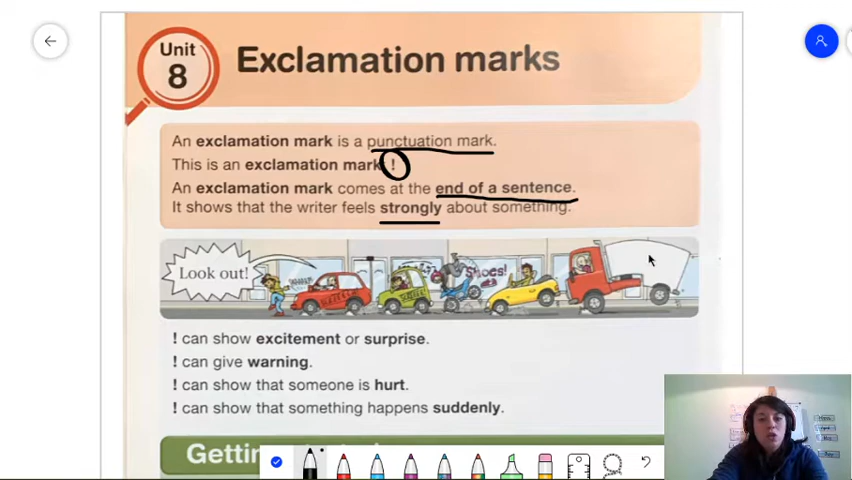 Unit
8
Exclamation marks
An exclamation mark is a punctuation mark.
This is an exclamation mark: !
An exclamation mark comes at the end of a sentence.
It shows that the writer feels strongly about something.
Look out!
Shoes!
! can show excitement or surprise.
! can give warning.
! can show that someone is hurt.
! can show that something happens suddenly.